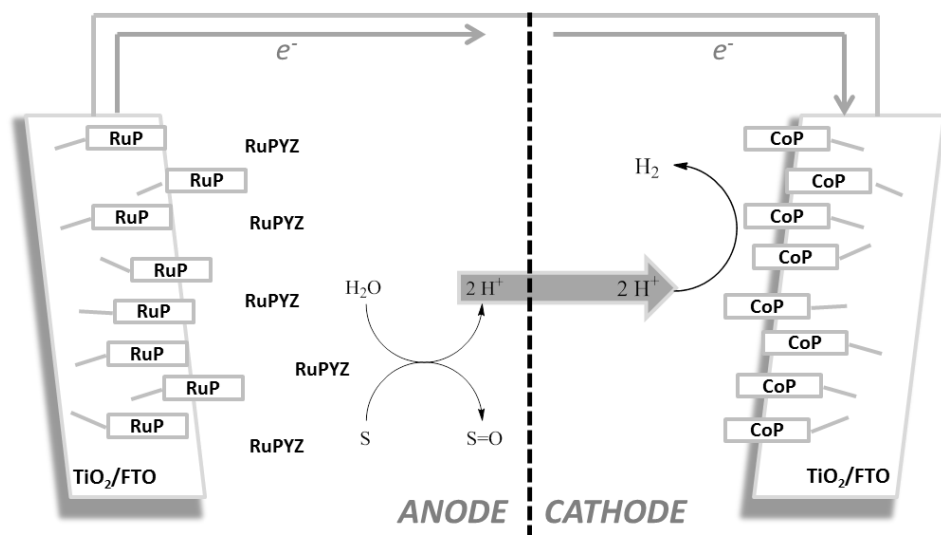 e-
e-
RuP
RuPYZ
CoP
RuP
H2
CoP
RuP
RuPYZ
CoP
RuP
CoP
H2O
2 H+
2 H+
RuP
RuPYZ
CoP
RuP
RuPYZ
CoP
RuP
CoP
RuP
RuPYZ
S
S=O
CoP
TiO2/FTO
TiO2/FTO
ANODE
CATHODE